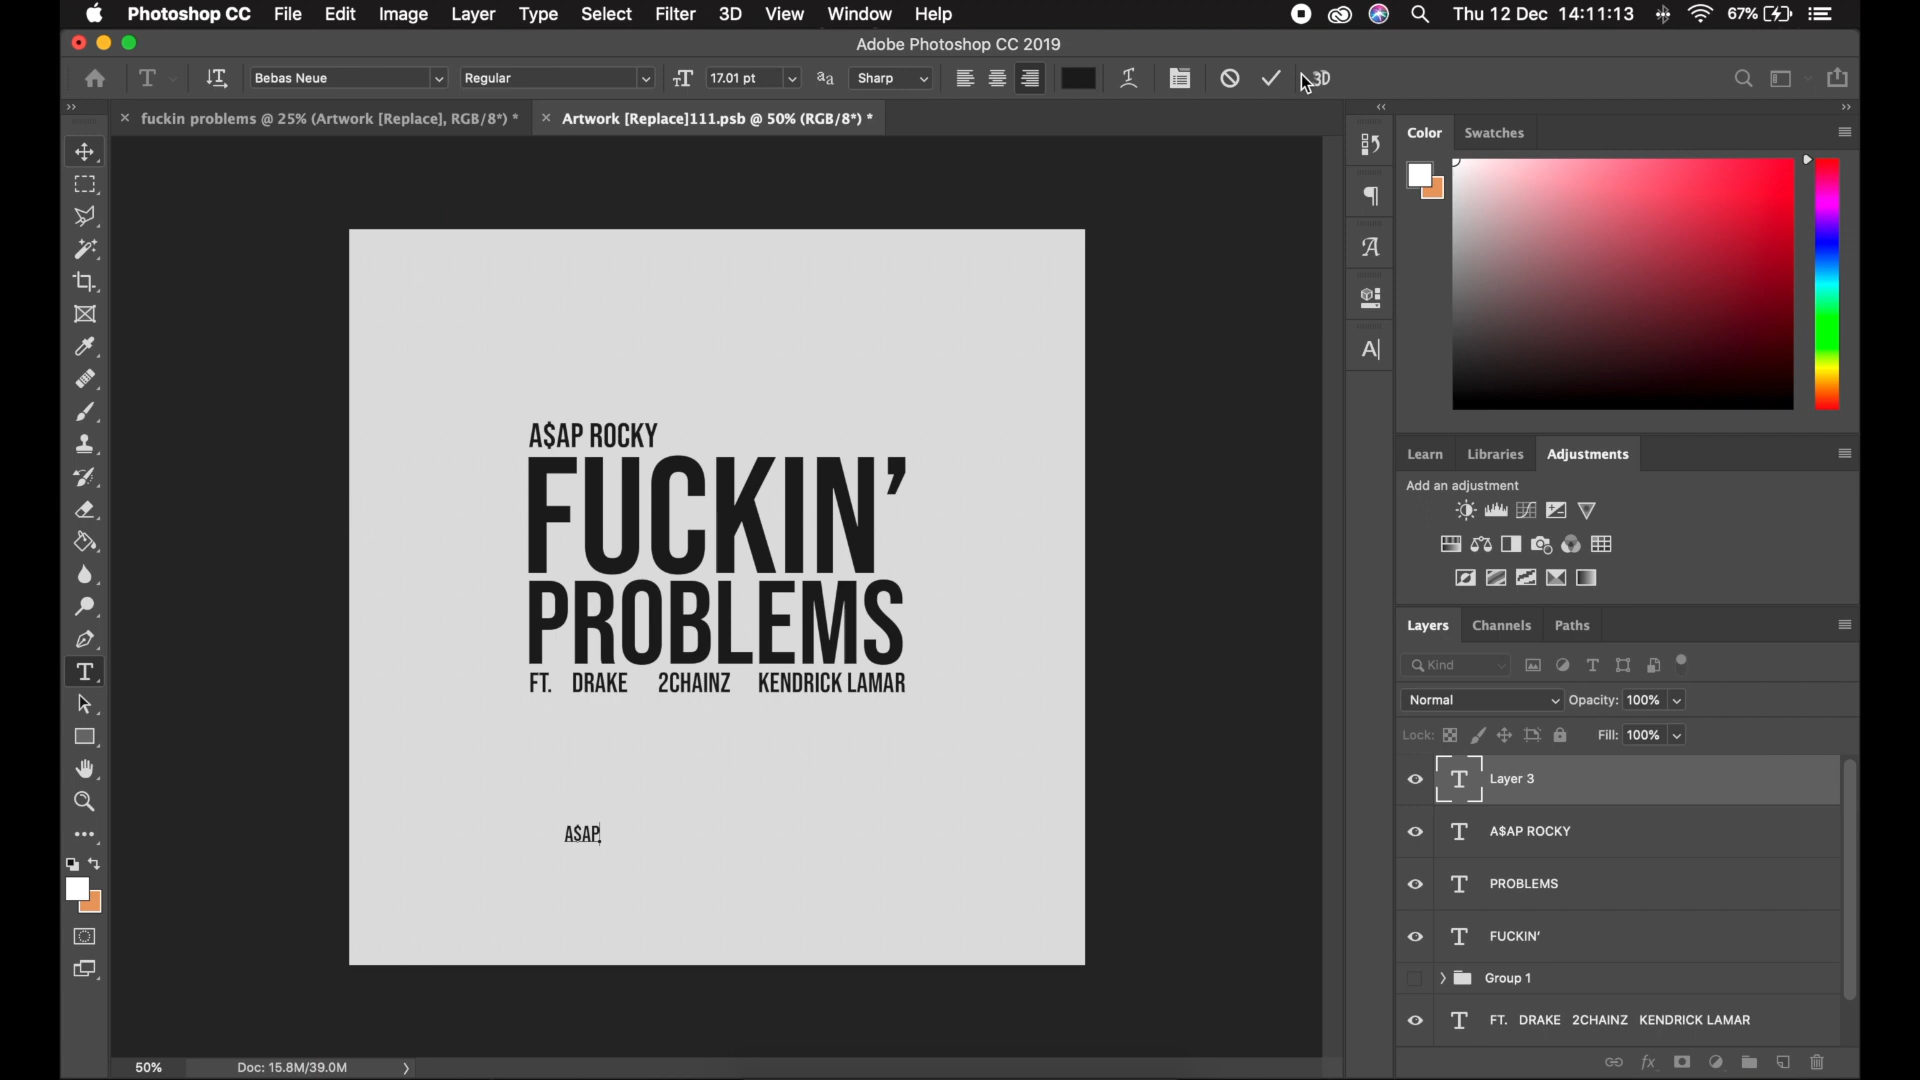 Photoshop CC File Edit Image Layer Type Select Filter 3D View Window Help Thu 12 Dec 14:11:13 67%
Adobe Photoshop CC 2019
T Bebas Neue Regular 17.01 pt aa Sharp 3D
fuckin problems @ 25% (Artwork [Replace], RGB/8*) *
Artwork [Replace]111.psb @ 50% (RGB/8*) *
A$AP ROCKY
FUCKIN’
PROBLEMS
FT. DRAKE 2CHAINZ KENDRICK LAMAR
A$AP
50% Doc: 15.8M/39.0M
Color Swatches
Learn Libraries Adjustments
Add an adjustment
Layers Channels Paths
Kind
Normal Opacity: 100%
Lock: Fill: 100%
Layer 3
A$AP ROCKY
PROBLEMS
FUCKIN’
Group 1
FT. DRAKE 2CHAINZ KENDRICK LAMAR
fx